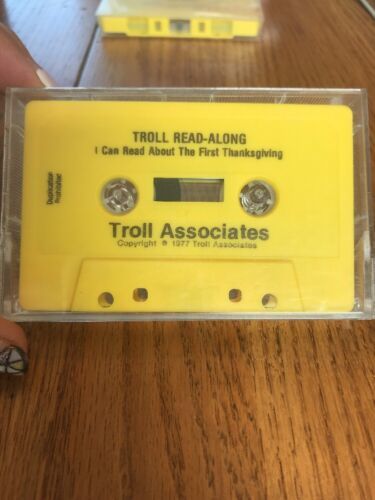 TROLL READ-ALONG
I Can Read About The First Thanksgiving
Duplication
Prohibited
Troll Associates
Copyright ℗ 1977 Troll Associates